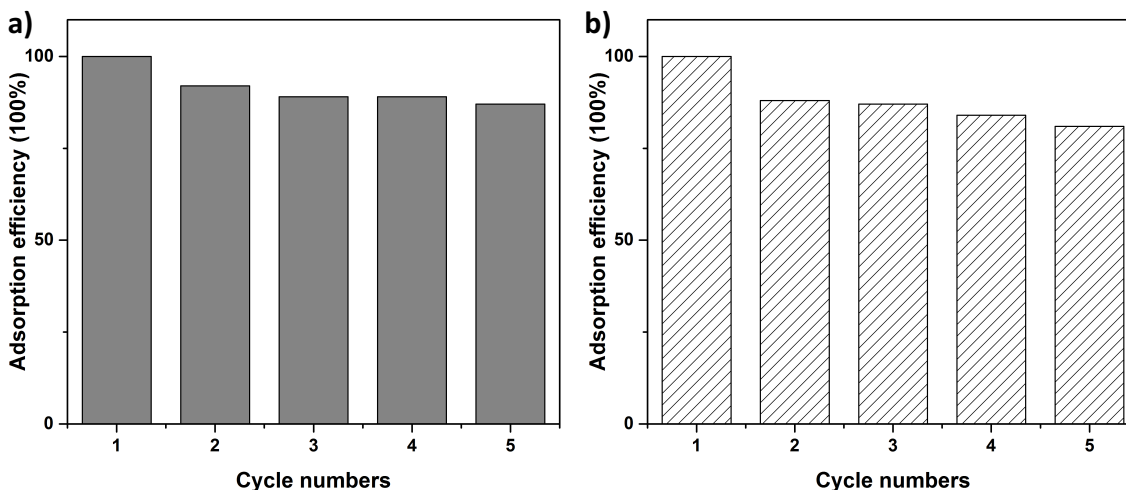 a)
Adsorption efficiency (100%)
100
50
0
1 2 3 4 5
Cycle numbers
b)
Adsorption efficiency (100%)
100
50
0
1 2 3 4 5
Cycle numbers